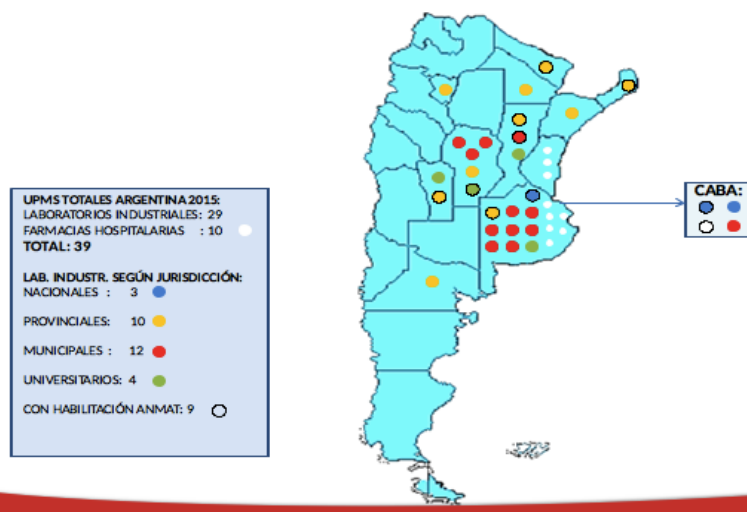 UPMS TOTALES ARGENTINA 2015:
LABORATORIOS INDUSTRIALES: 29
FARMACIAS HOSPITALARIAS : 10
TOTAL: 39
LAB. INDUSTR. SEGÚN JURISDICCIÓN:
NACIONALES : 3
PROVINCIALES: 10
MUNICIPALES : 12
UNIVERSITARIOS: 4
CON HABILITACIÓN ANMAT: 9
CABA: